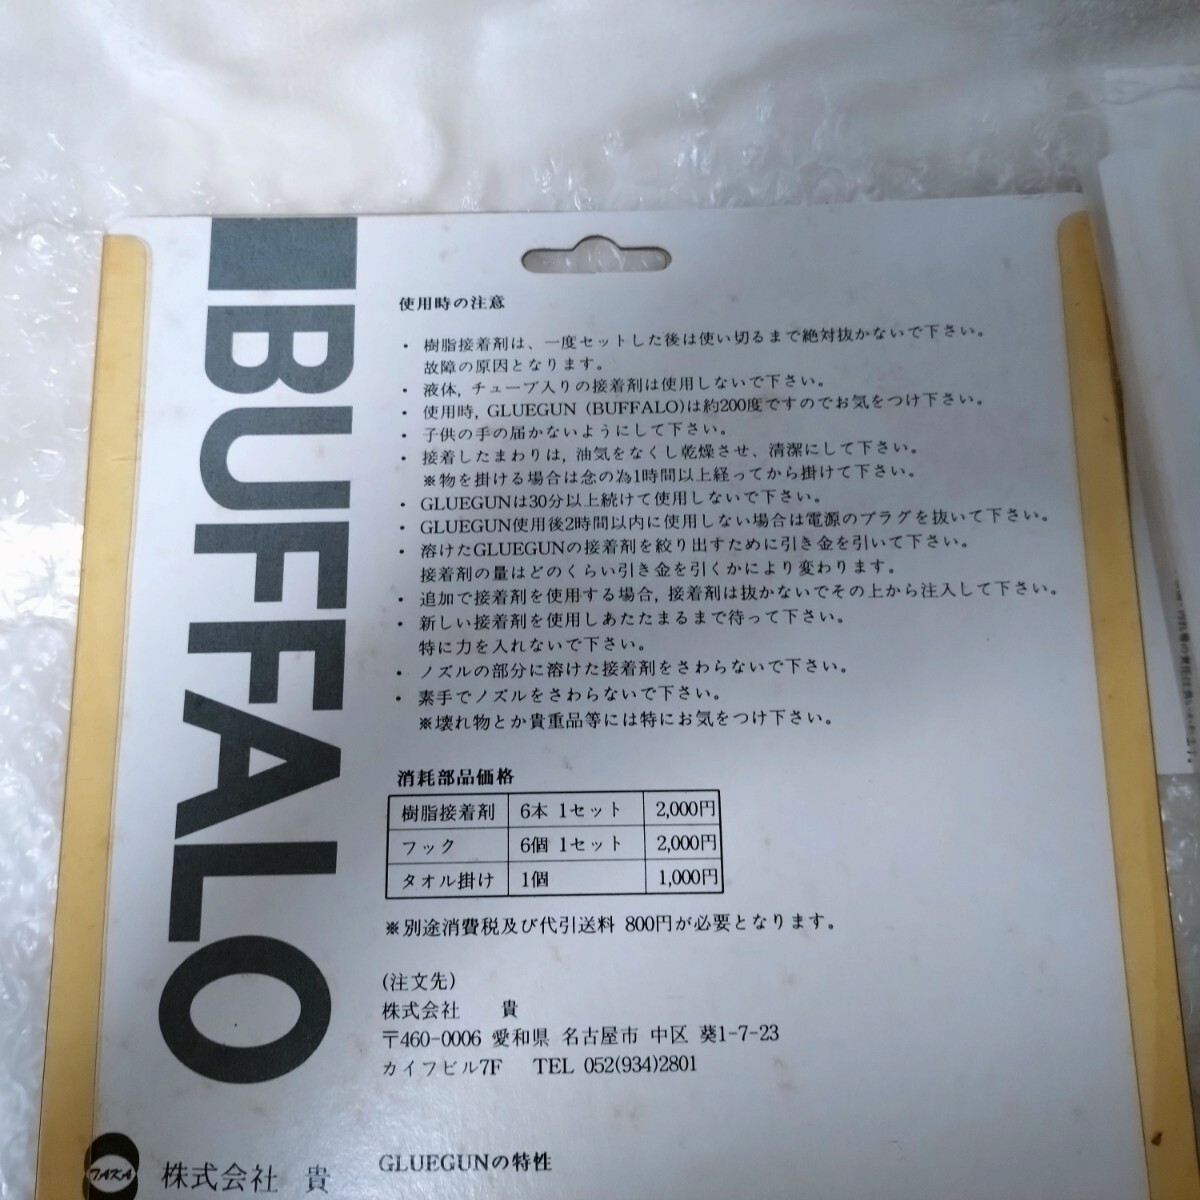 BUFFALO
使用時の注意
・ 樹脂接着剤は、一度セットした後は使い切るまで絶対抜かないで下さい。
故障の原因となります。
・ 液体, チューブ入りの接着剤は使用しないで下さい。
・ 使用時, GLUEGUN (BUFFALO)は約200度ですのでお気をつけ下さい。
・ 子供の手の届かないようにして下さい。
・ 接着したまわりは, 油気をなくし乾燥させ、清潔にして下さい。
※物を掛ける場合は念の為1時間以上経ってから掛けて下さい。
・ GLUEGUNは30分以上続けて使用しないで下さい。
・ GLUEGUN使用後2時間以内に使用しない場合は電源のプラグを抜いて下さい。
・ 溶けたGLUEGUNの接着剤を絞り出すために引き金を引いて下さい。
接着剤の量はどのくらい引き金を引くかにより変わります。
・ 追加で接着剤を使用する場合, 接着剤は抜かないでその上から注入して下さい。
・ 新しい接着剤を使用しあたたまるまで待って下さい。
特に力を入れないで下さい。
・ ノズルの部分に溶けた接着剤をさわらないで下さい。
・ 素手でノズルをさわらないで下さい。
※壊れ物とか貴重品等には特にお気をつけ下さい。
消耗部品価格
樹脂接着剤 6本 1セット 2,000円
フック 6個 1セット 2,000円
タオル掛け 1個 1,000円
※別途消費税及び代引送料 800円が必要となります。
(注文先)
株式会社 貴
〒460-0006 愛和県 名古屋市 中区 葵1-7-23
カイフビル7F TEL 052(934)2801
GLUEGUNの特性
TAKA 株式会社 貴